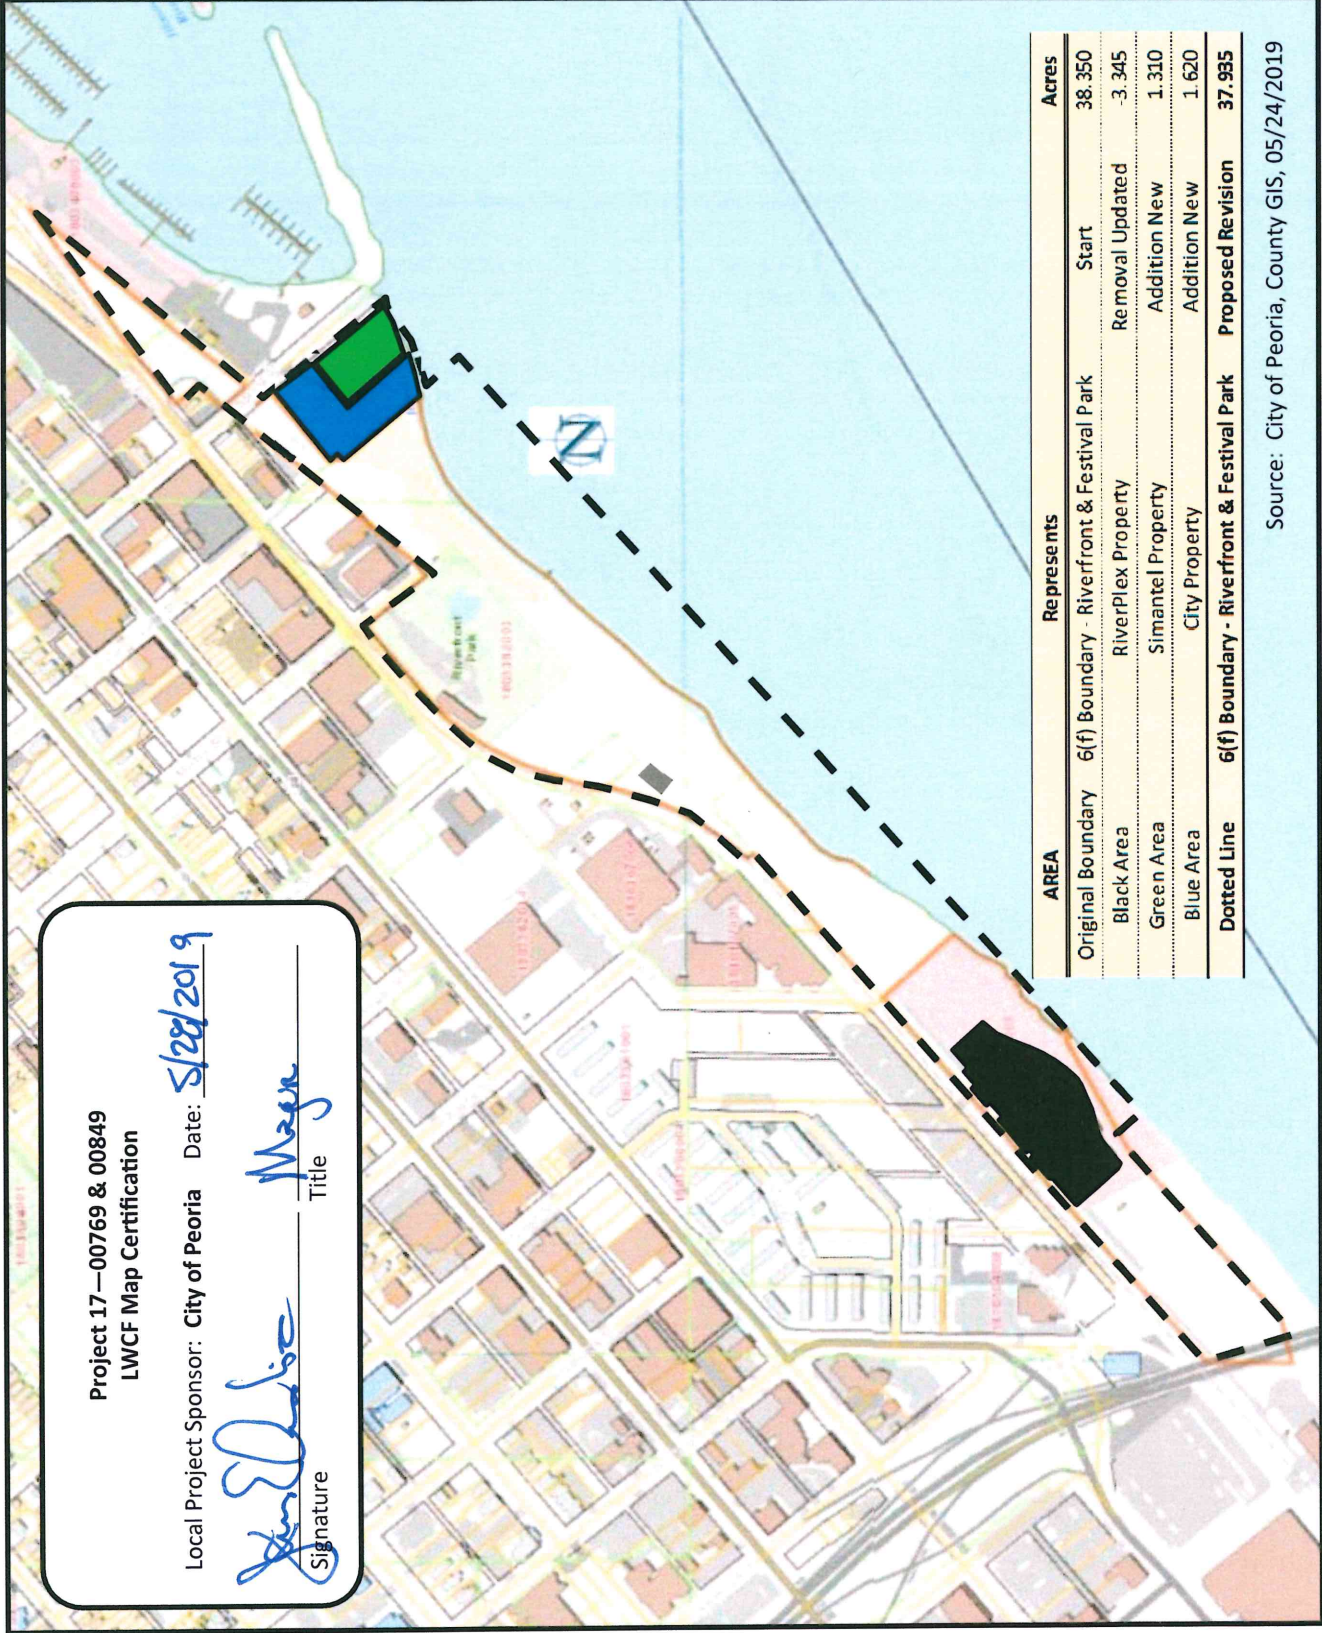 Project 17—00769 & 00849
LWCF Map Certification
Local Project Sponsor: City of Peoria Date: 5/28/2019
Signature
Title Mayor
Riverfront
Park
N
AREA Represents Acres
Original Boundary 6(f) Boundary - Riverfront & Festival Park Start 38.350
Black Area RiverPlex Property Removal Updated -3.345
Green Area Simantel Property Addition New 1.310
Blue Area City Property Addition New 1.620
Dotted Line 6(f) Boundary - Riverfront & Festival Park Proposed Revision 37.935
Source: City of Peoria, County GIS, 05/24/2019